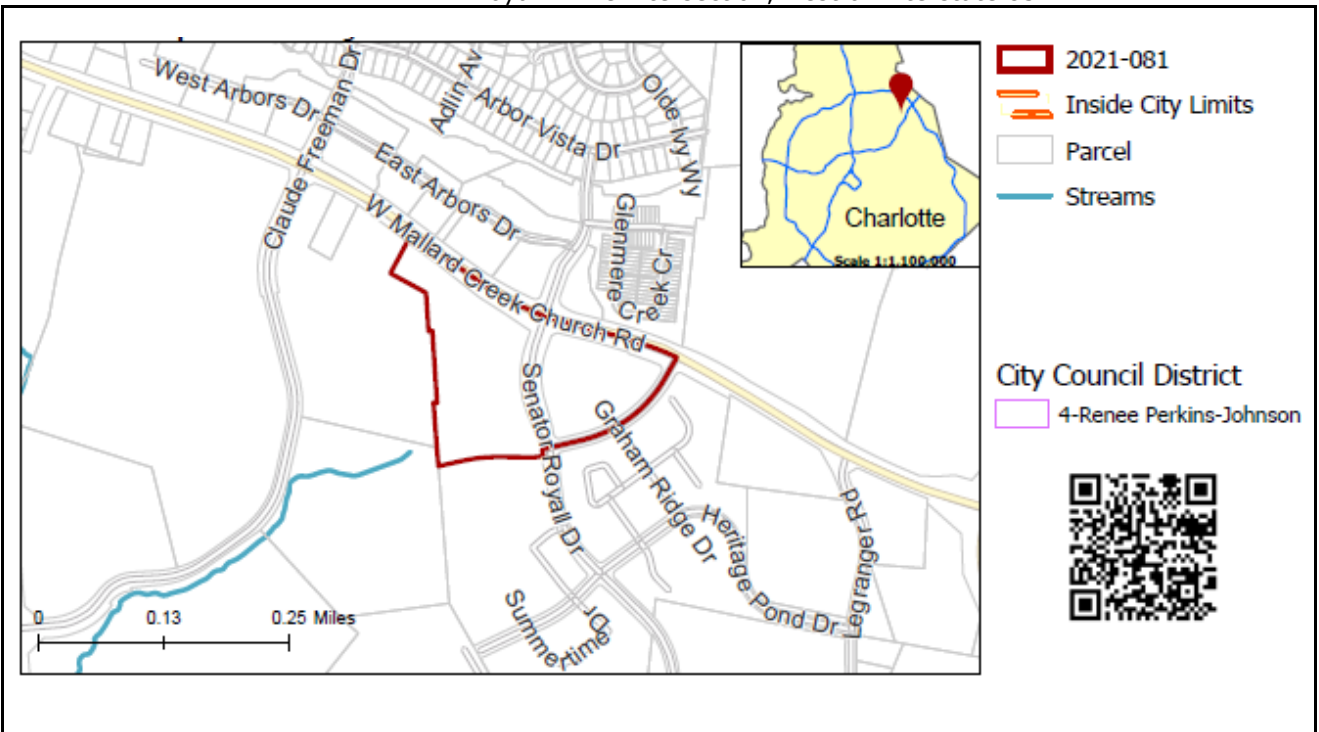 West Arbors Dr
Claude Freeman Dr
Adlin Av
Arbor Vista Dr
Olde Ivy Wy
East Arbors Dr
W Mallard Creek Church Rd
Glenmere Creek Cr
Senator Royall Dr
Graham Ridge Dr
Heritage Pond Dr
Legranger Rd
Summertime Dr
0 0.13 0.25 Miles
Charlotte
Scale 1:1,100,000
2021-081
Inside City Limits
Parcel
Streams
City Council District
4-Renee Perkins-Johnson